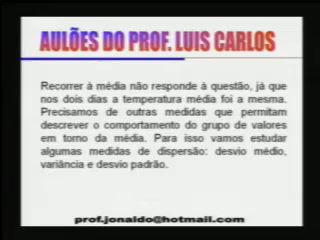 AULÕES DO PROF. LUIS CARLOS
Recorrer à média não responde à questão, já que
nos dois dias a temperatura média foi a mesma.
Precisamos de outras medidas que permitam
descrever o comportamento do grupo de valores
em torno da média. Para isso vamos estudar
algumas medidas de dispersão: desvio médio,
variância e desvio padrão.
prof.jonaldo@hotmail.com